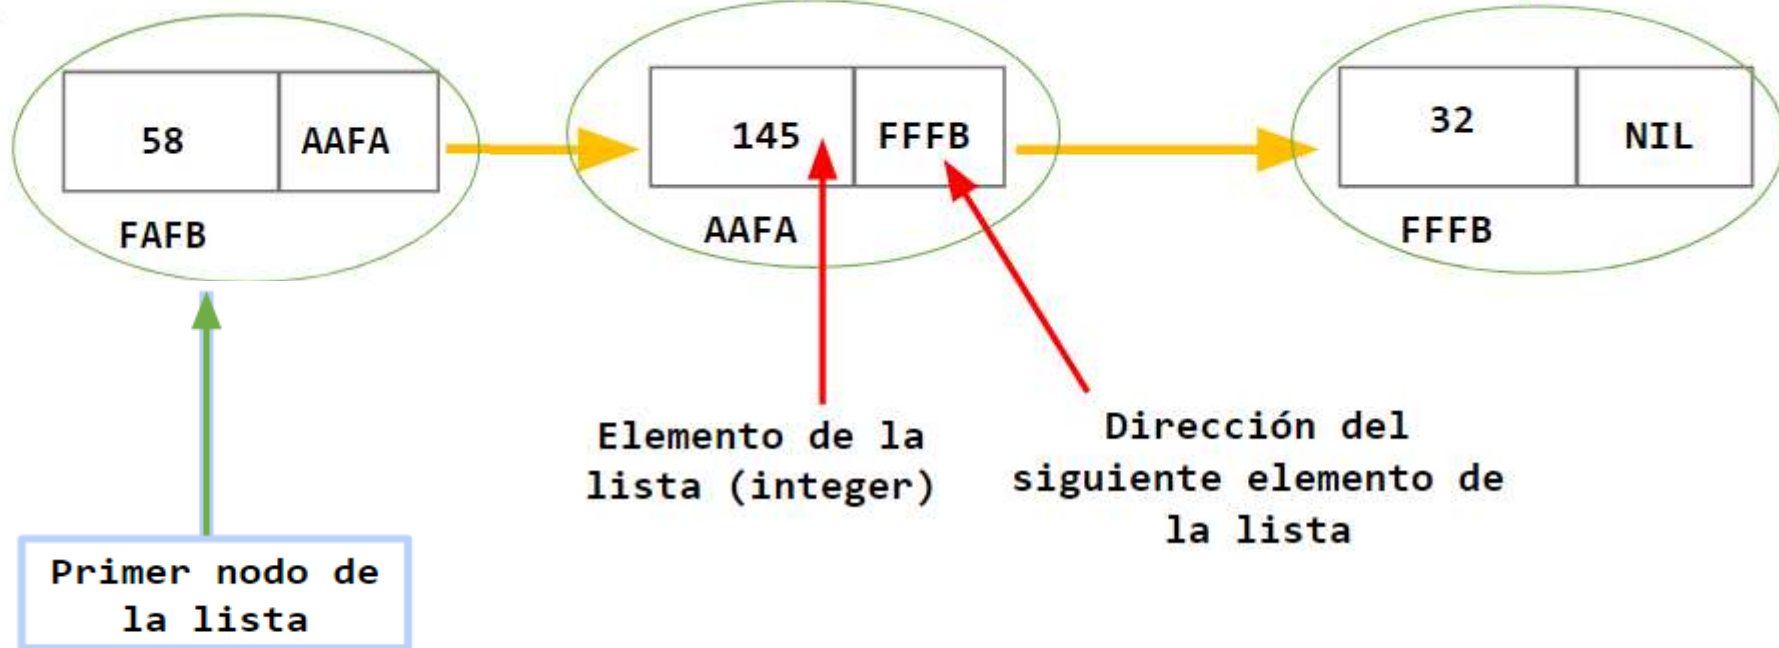 58
AAFA
FAFB
145
FFFB
AAFA
32
NIL
FFFB
Elemento de la
lista (integer)
Dirección del
siguiente elemento de
la lista
Primer nodo de
la lista